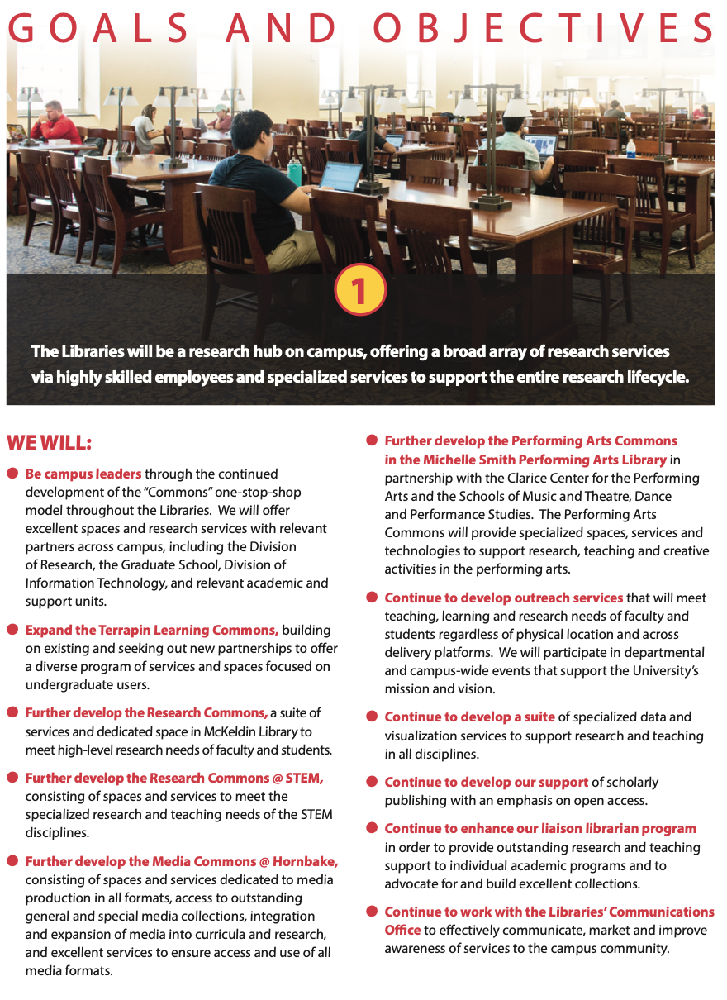 GOALS AND OBJECTIVES
1
The Libraries will be a research hub on campus, offering a broad array of research services
via highly skilled employees and specialized services to support the entire research lifecycle.
WE WILL:
● Be campus leaders through the continued
development of the “Commons” one-stop-shop
model throughout the Libraries.  We will offer
excellent spaces and research services with relevant
partners across campus, including the Division
of Research, the Graduate School, Division of
Information Technology, and relevant academic and
support units.
● Expand the Terrapin Learning Commons, building
on existing and seeking out new partnerships to offer
a diverse program of services and spaces focused on
undergraduate users.
● Further develop the Research Commons, a suite of
services and dedicated space in McKeldin Library to
meet high-level research needs of faculty and students.
● Further develop the Research Commons @ STEM,
consisting of spaces and services to meet the
specialized research and teaching needs of the STEM
disciplines.
● Further develop the Media Commons @ Hornbake,
consisting of spaces and services dedicated to media
production in all formats, access to outstanding
general and special media collections, integration
and expansion of media into curricula and research,
and excellent services to ensure access and use of all
media formats.
● Further develop the Performing Arts Commons
in the Michelle Smith Performing Arts Library in
partnership with the Clarice Center for the Performing
Arts and the Schools of Music and Theatre, Dance
and Performance Studies.  The Performing Arts
Commons will provide specialized spaces, services and
technologies to support research, teaching and creative
activities in the performing arts.
● Continue to develop outreach services that will meet
teaching, learning and research needs of faculty and
students regardless of physical location and across
delivery platforms.  We will participate in departmental
and campus-wide events that support the University’s
mission and vision.
● Continue to develop a suite of specialized data and
visualization services to support research and teaching
in all disciplines.
● Continue to develop our support of scholarly
publishing with an emphasis on open access.
● Continue to enhance our liaison librarian program
in order to provide outstanding research and teaching
support to individual academic programs and to
advocate for and build excellent collections.
● Continue to work with the Libraries’ Communications
Office to effectively communicate, market and improve
awareness of services to the campus community.